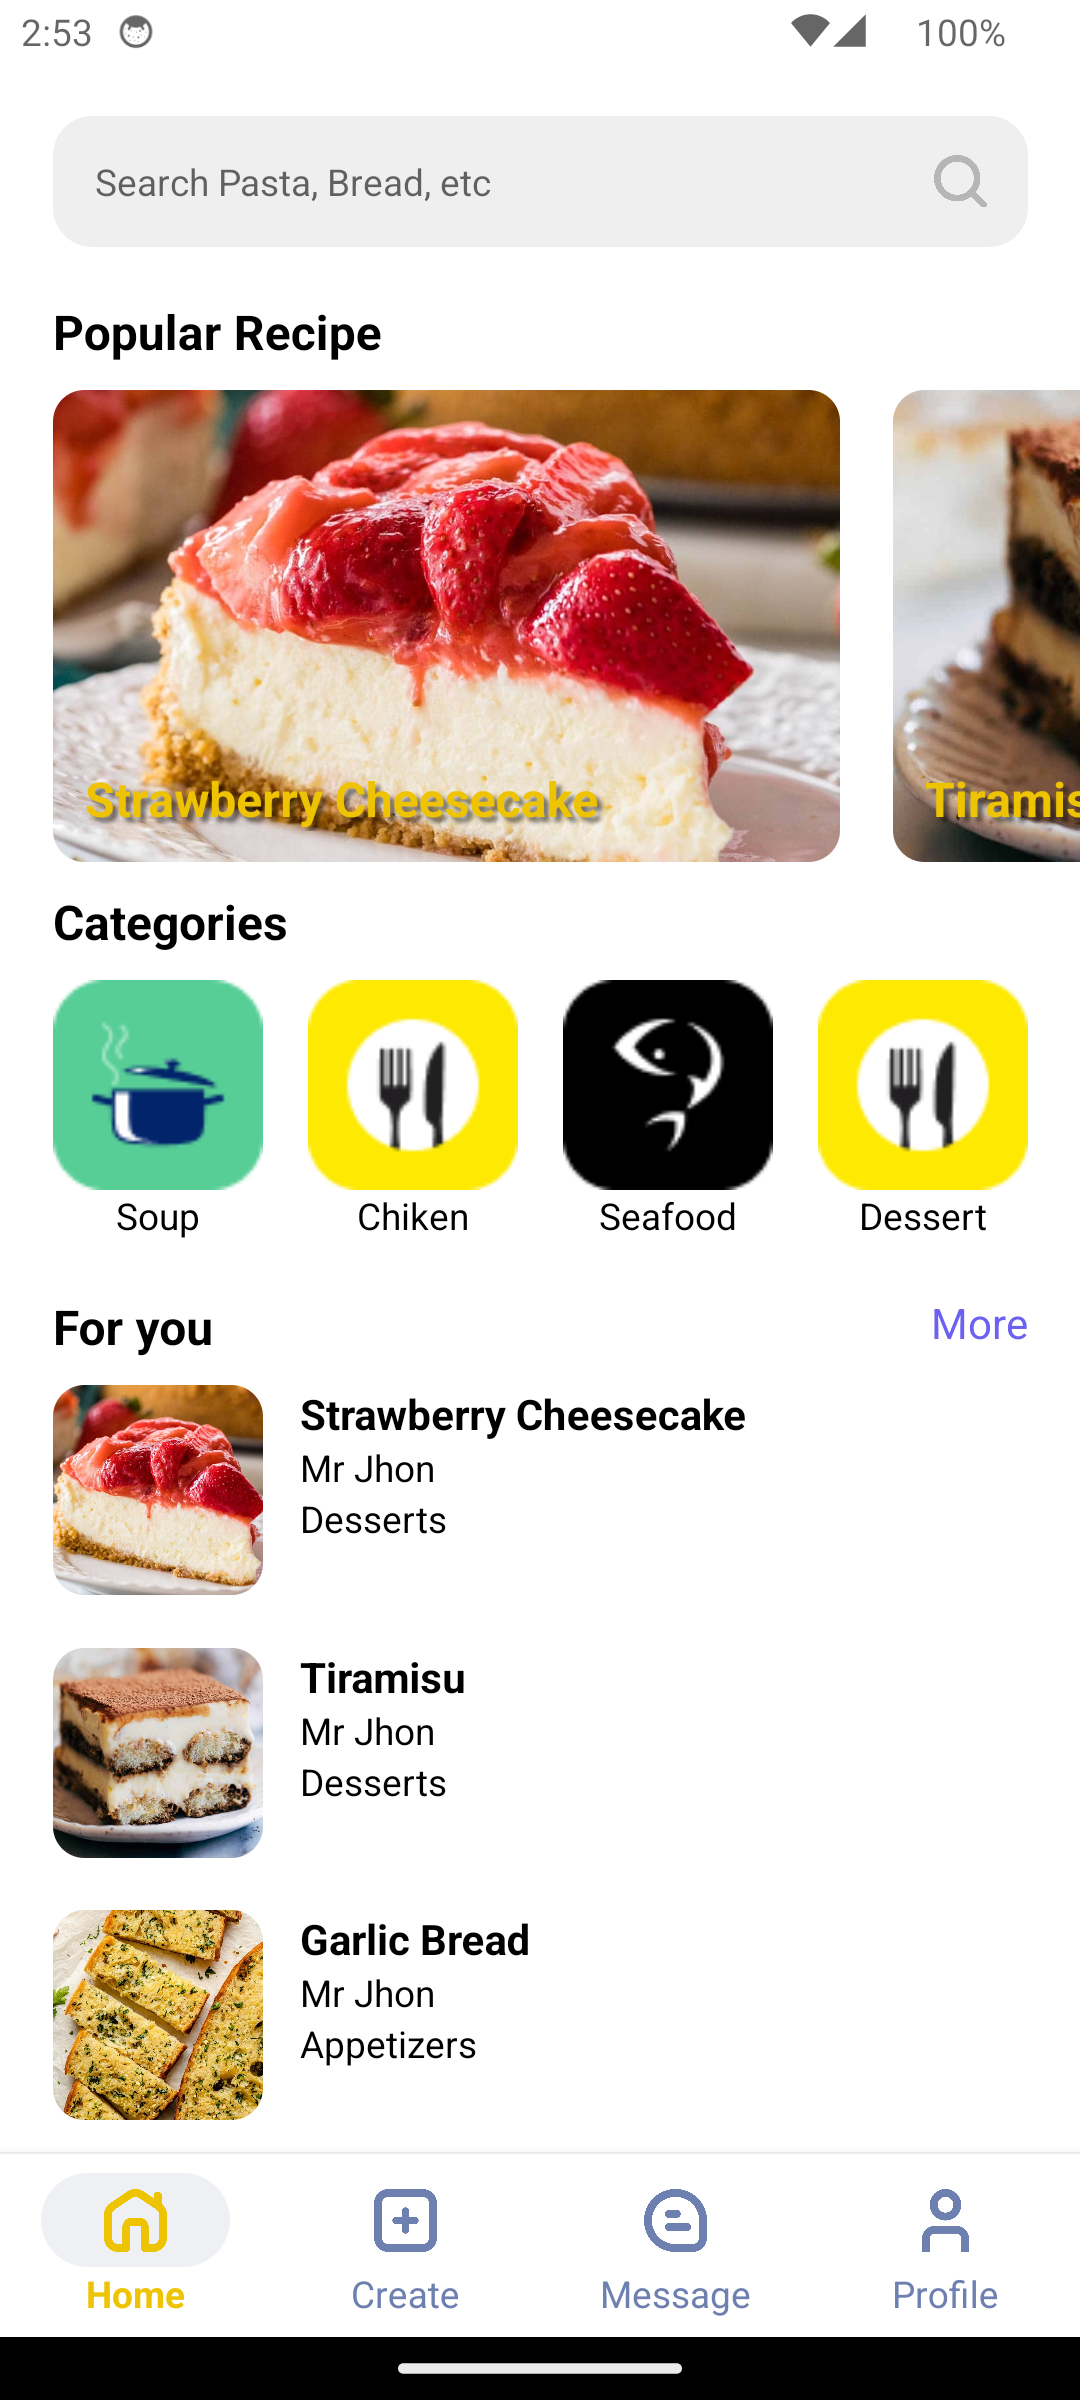 2:53
100%
Search Pasta, Bread, etc
Popular Recipe
Strawberry Cheesecake
Categories
Soup
Chiken
Seafood
Dessert
For you
More
Strawberry Cheesecake
Mr Jhon
Desserts
Tiramisu
Mr Jhon
Desserts
Garlic Bread
Mr Jhon
Appetizers
Home
Create
Message
Profile